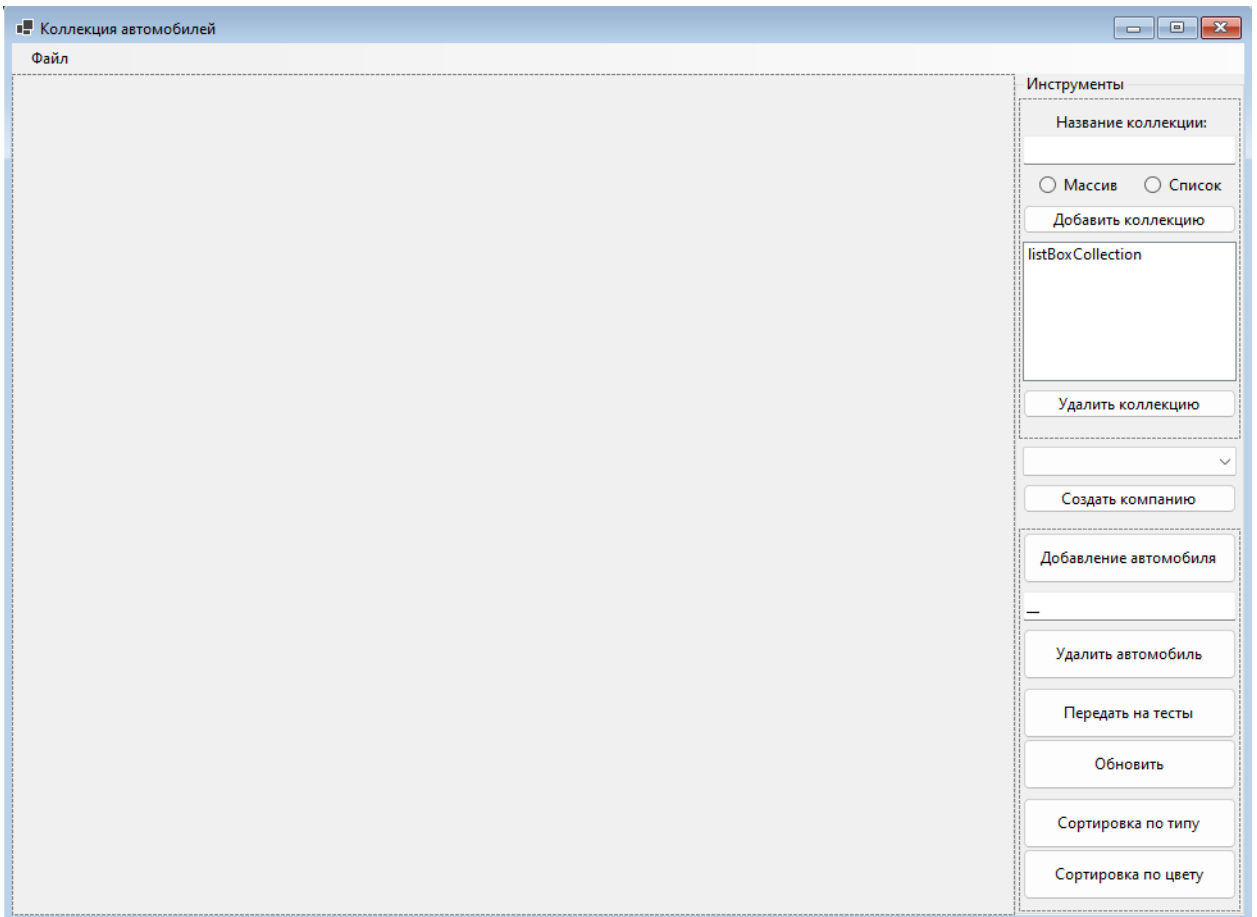 Коллекция автомобилей
Файл
Инструменты
Название коллекции:
Массив Список
Добавить коллекцию
listBoxCollection
Удалить коллекцию
Создать компанию
Добавление автомобиля
__
Удалить автомобиль
Передать на тесты
Обновить
Сортировка по типу
Сортировка по цвету